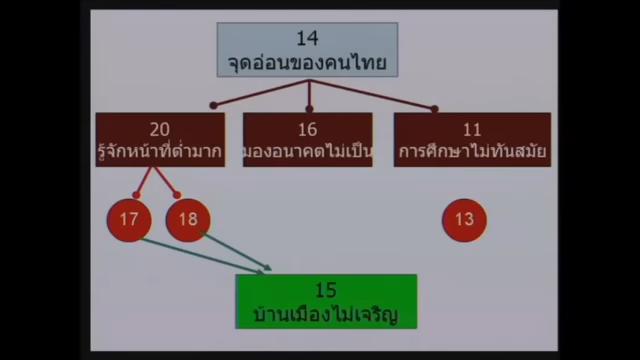 14
จุดอ่อนของคนไทย
20
รู้จักหน้าที่ต่ำมาก
16
มองอนาคตไม่เป็น
11
การศึกษาไม่ทันสมัย
17
18
13
15
บ้านเมืองไม่เจริญ